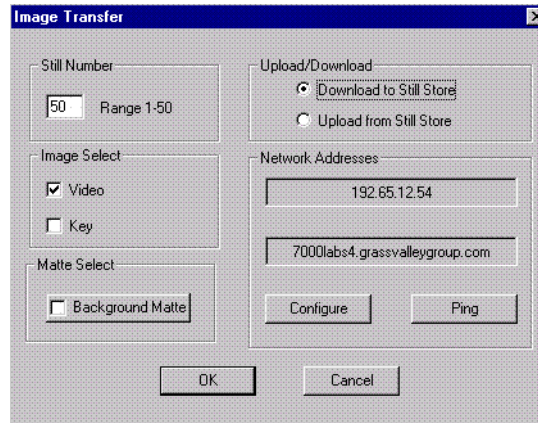 Image Transfer
Still Number
50 Range 1-50
Upload/Download
Download to Still Store
Upload from Still Store
Image Select
Video
Key
Network Addresses
192.65.12.54
7000labs4.grassvalleygroup.com
Matte Select
Background Matte
Configure
Ping
OK
Cancel